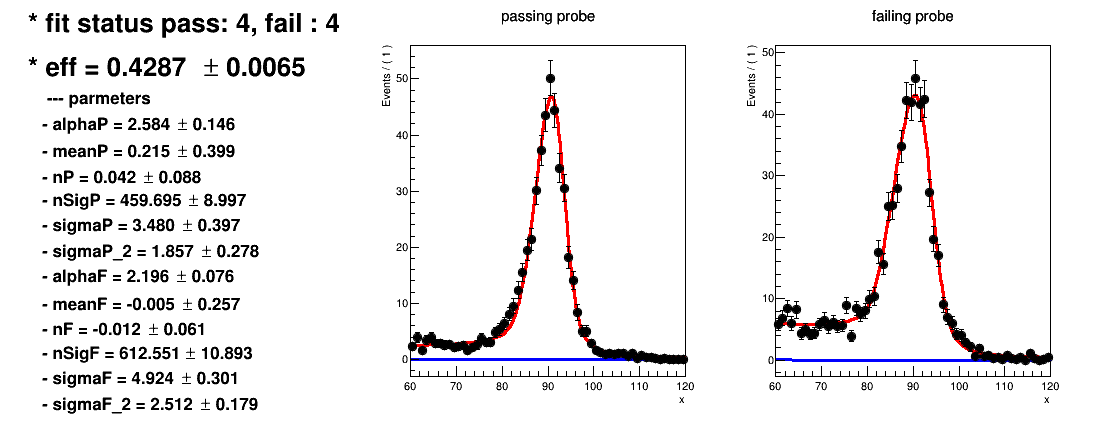 * fit status pass: 4, fail : 4
* eff = 0.4287 ± 0.0065
--- parmeters
- alphaP = 2.584 ± 0.146
- meanP = 0.215 ± 0.399
- nP = 0.042 ± 0.088
- nSigP = 459.695 ± 8.997
- sigmaP = 3.480 ± 0.397
- sigmaP_2 = 1.857 ± 0.278
- alphaF = 2.196 ± 0.076
- meanF = -0.005 ± 0.257
- nF = -0.012 ± 0.061
- nSigF = 612.551 ± 10.893
- sigmaF = 4.924 ± 0.301
- sigmaF_2 = 2.512 ± 0.179
passing probe
Events / ( 1 )
50
40
30
20
10
0
60 70 80 90 100 110 120
x
failing probe
Events / ( 1 )
50
40
30
20
10
0
60 70 80 90 100 110 120
x